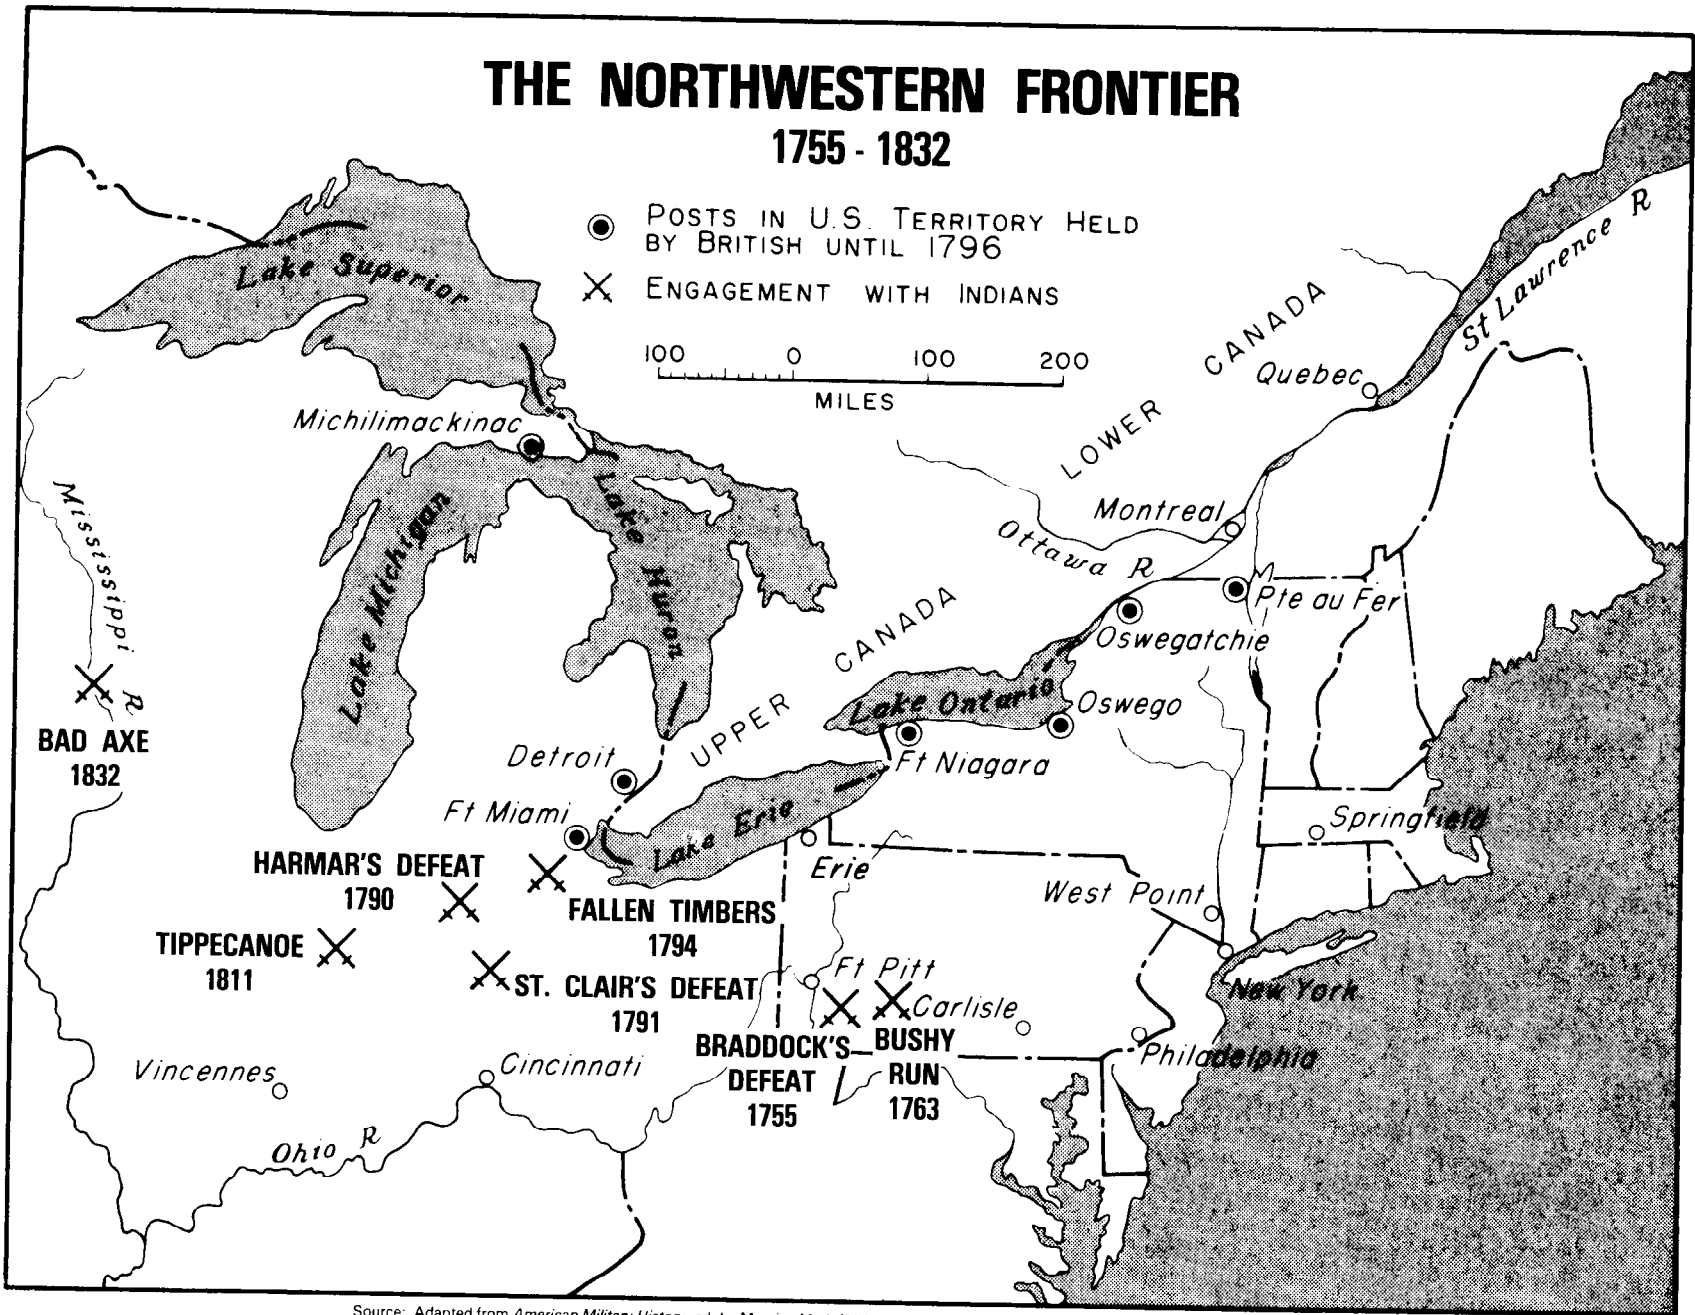 THE NORTHWESTERN FRONTIER
1755 - 1832
POSTS IN U.S. TERRITORY HELD
BY BRITISH UNTIL 1796
ENGAGEMENT WITH INDIANS
100 0 100 200
MILES
Lake Superior
Michilimackinac
Lake Michigan
Lake Huron
Mississippi R
St Lawrence R
LOWER CANADA
Quebec
Montreal
Ottawa R
UPPER CANADA
Pte au Fer
Oswegatchie
Lake Ontario
Oswego
Ft Niagara
BAD AXE
1832
Detroit
Ft Miami
Lake Erie
Erie
Springfield
West Point
HARMAR'S DEFEAT
1790
FALLEN TIMBERS
1794
TIPPECANOE
1811
ST. CLAIR'S DEFEAT
1791
Ft Pitt
Carlisle
New York
BRADDOCK'S
DEFEAT
1755
BUSHY
RUN
1763
Philadelphia
Vincennes
Cincinnati
Ohio R
Source: Adapted from American Military History